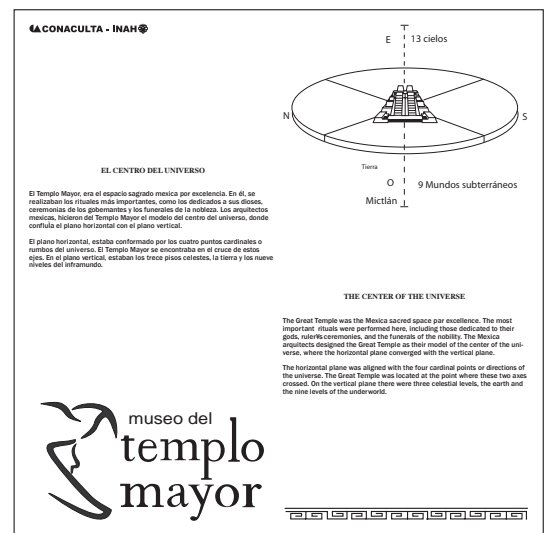 CONACULTA - INAH
E
13 cielos
N
S
Tierra
O
9 Mundos subterráneos
Mictlán
EL CENTRO DEL UNIVERSO
El Templo Mayor, era el espacio sagrado mexica por excelencia. En él, se
realizaban los rituales más importantes, como los dedicados a sus dioses,
ceremonias de los gobernantes y los funerales de la nobleza. Los arquitectos
mexicas, hicieron del Templo Mayor el modelo del centro del universo, donde
confluía el plano horizontal con el plano vertical.
El plano horizontal, estaba conformado por los cuatro puntos cardinales o
rumbos del universo. El Templo Mayor se encontraba en el cruce de estos
ejes. En el plano vertical, estaban los trece pisos celestes, la tierra y los nueve
niveles del inframundo.
THE CENTER OF THE UNIVERSE
The Great Temple was the Mexica sacred space par excellence. The most
important rituals were performed here, including those dedicated to their
gods, ruler¥s ceremonies, and the funerals of the nobility. The Mexica
arquitects designed the Great Temple as their model of the center of the uni-
verse, where the horizontal plane converged with the vertical plane.
The horizontal plane was aligned with the four cardinal points or directions of
the universe. The Great Temple was located at the point where these two axes
crossed. On the vertical plane there were three celestial levels, the earth and
the nine levels of the underworld.
museo del
templo
mayor